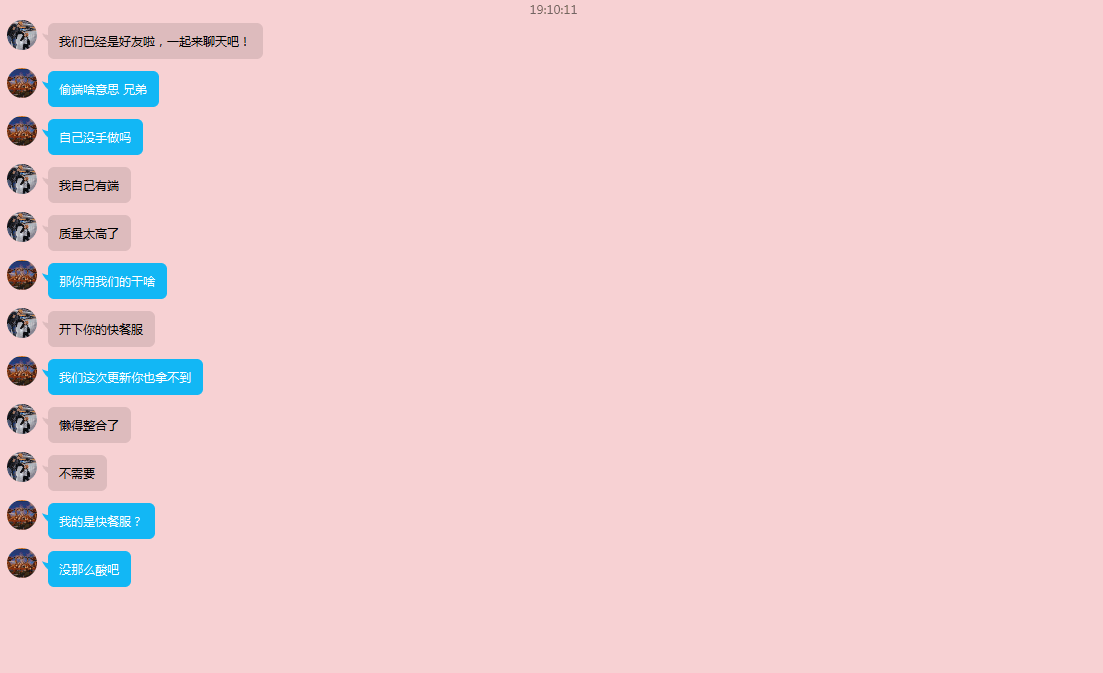 19:10:11
我们已经是好友啦，一起来聊天吧！
偷端啥意思 兄弟
自己没手做吗
我自己有端
质量太高了
那你用我们的干啥
开下你的快餐服
我们这次更新你也拿不到
懒得整合了
不需要
我的是快餐服？
没那么酸吧